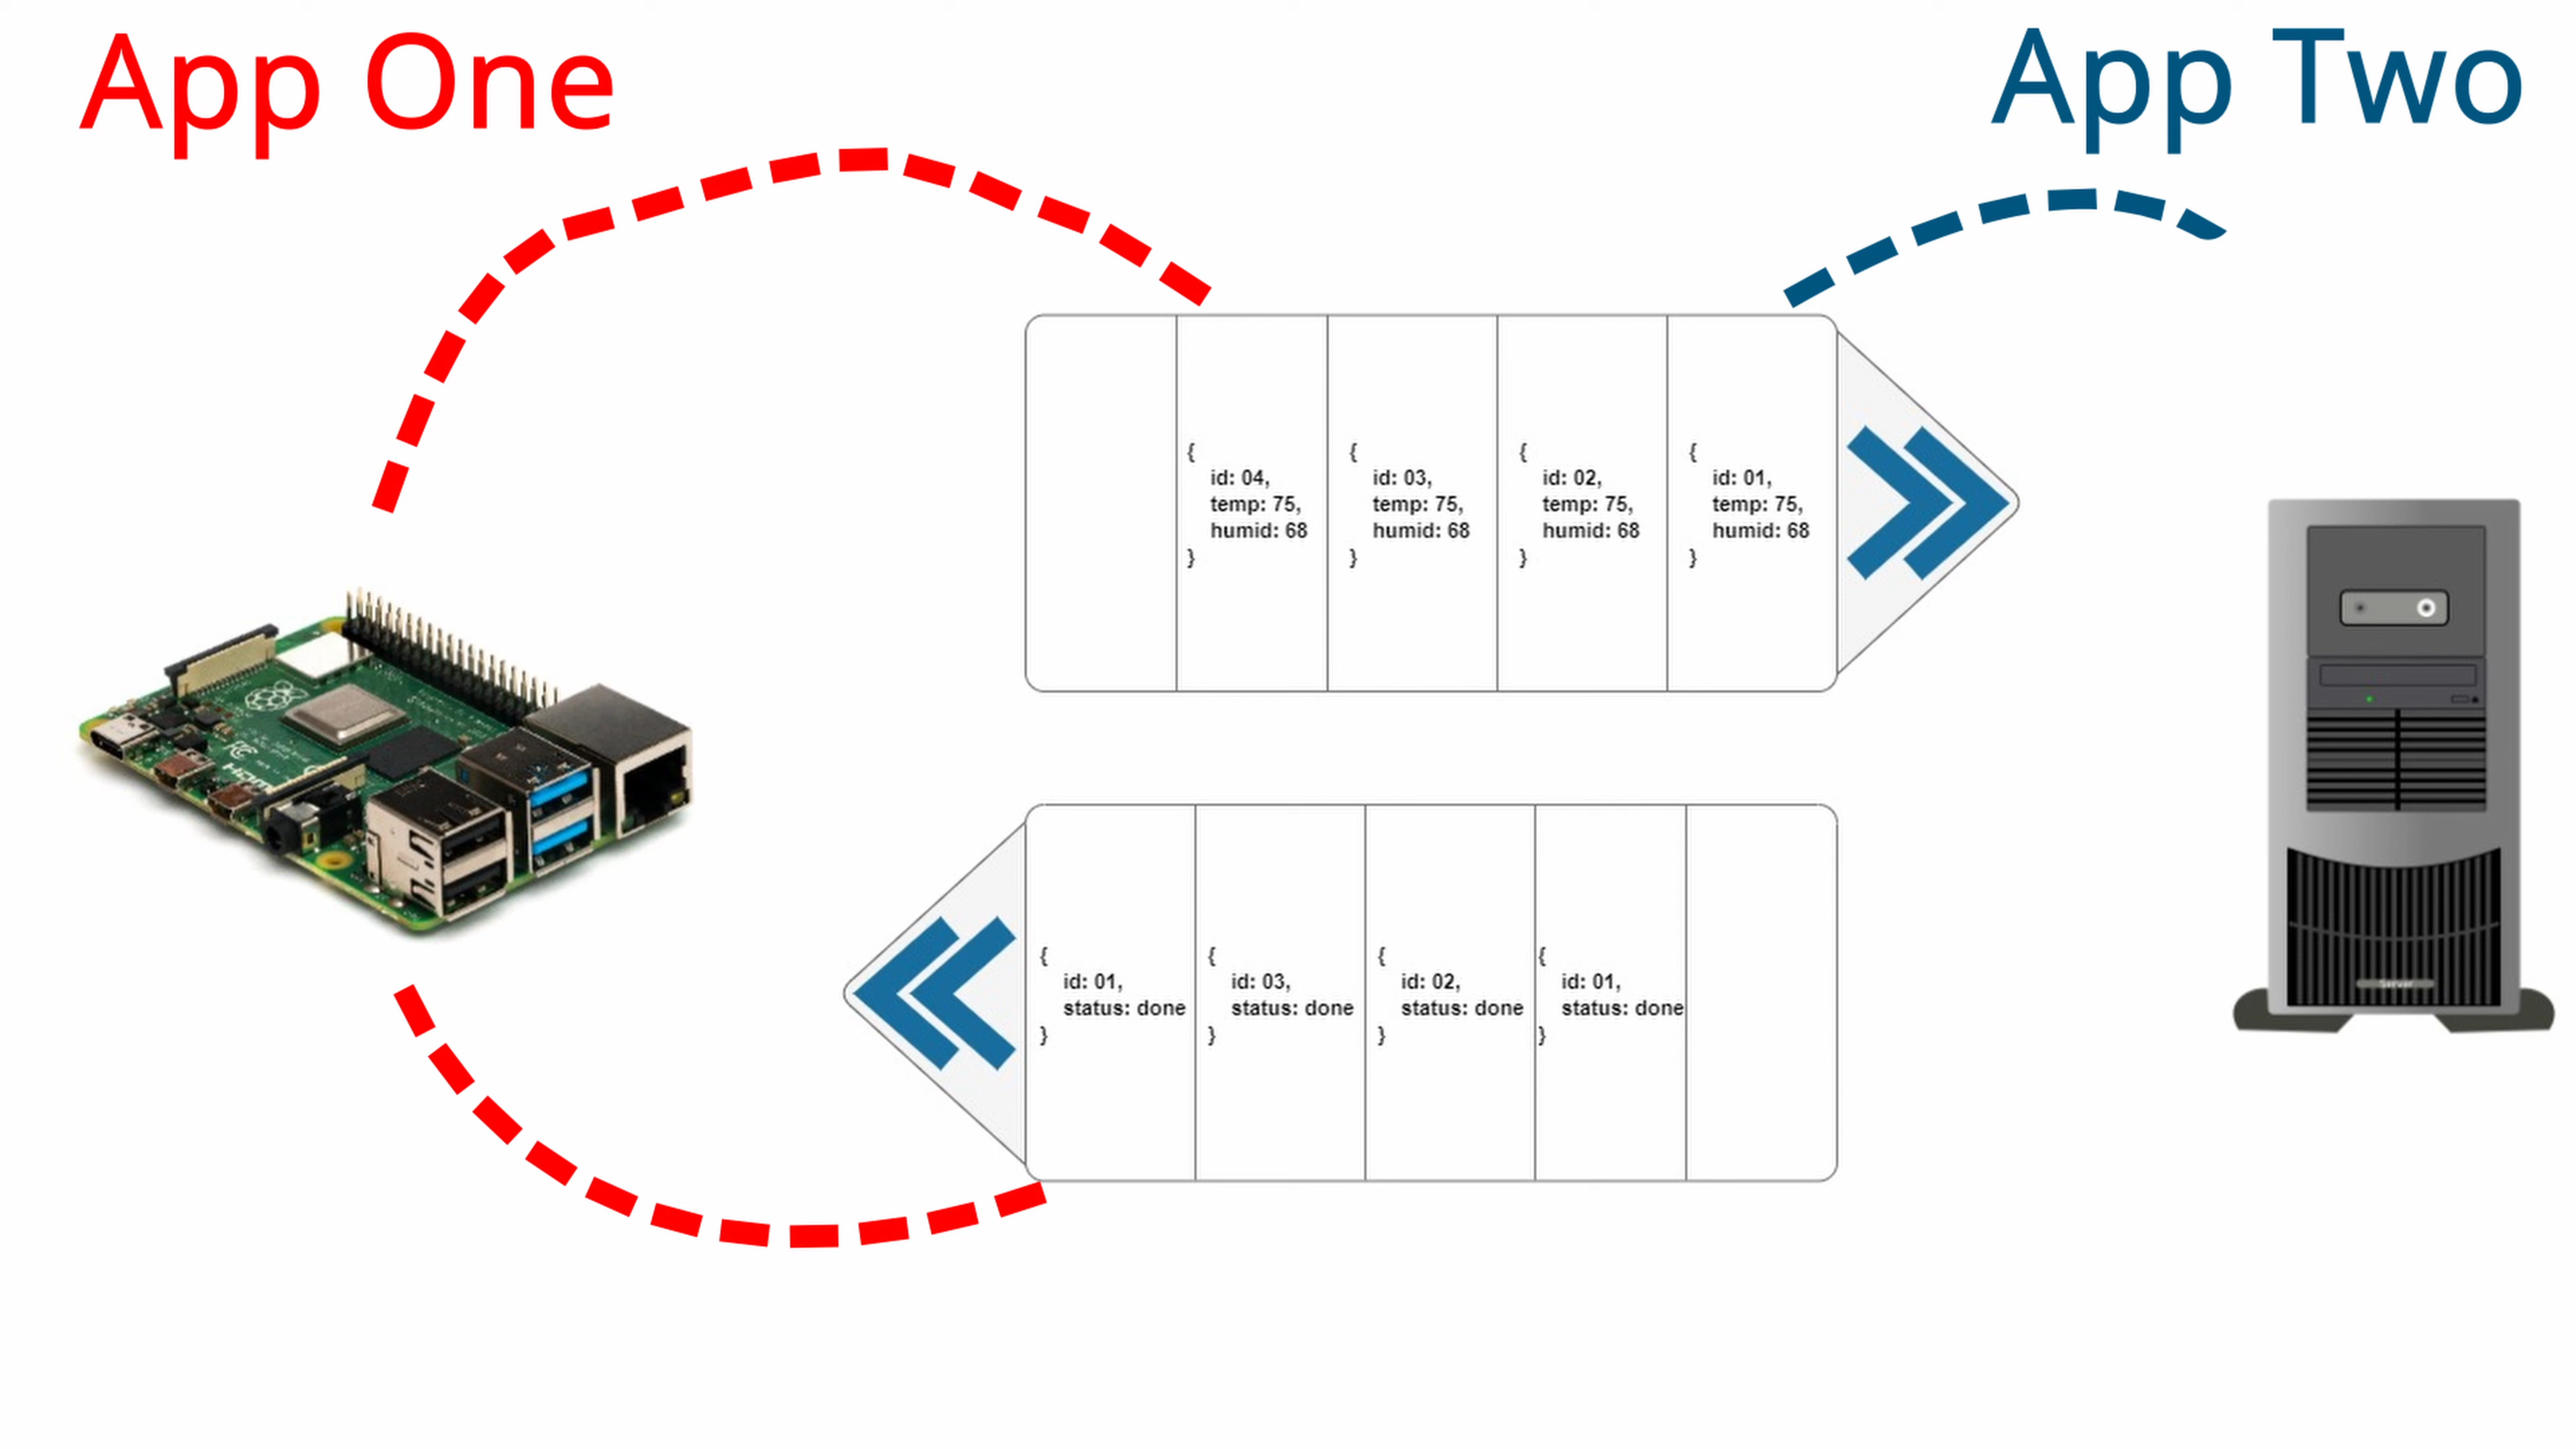 App One
App Two
{
id: 04,
temp: 75,
humid: 68
}
{
id: 03,
temp: 75,
humid: 68
}
{
id: 02,
temp: 75,
humid: 68
}
{
id: 01,
temp: 75,
humid: 68
}
{
id: 01,
status: done
}
{
id: 03,
status: done
}
{
id: 02,
status: done
}
{
id: 01,
status: done
}
Server